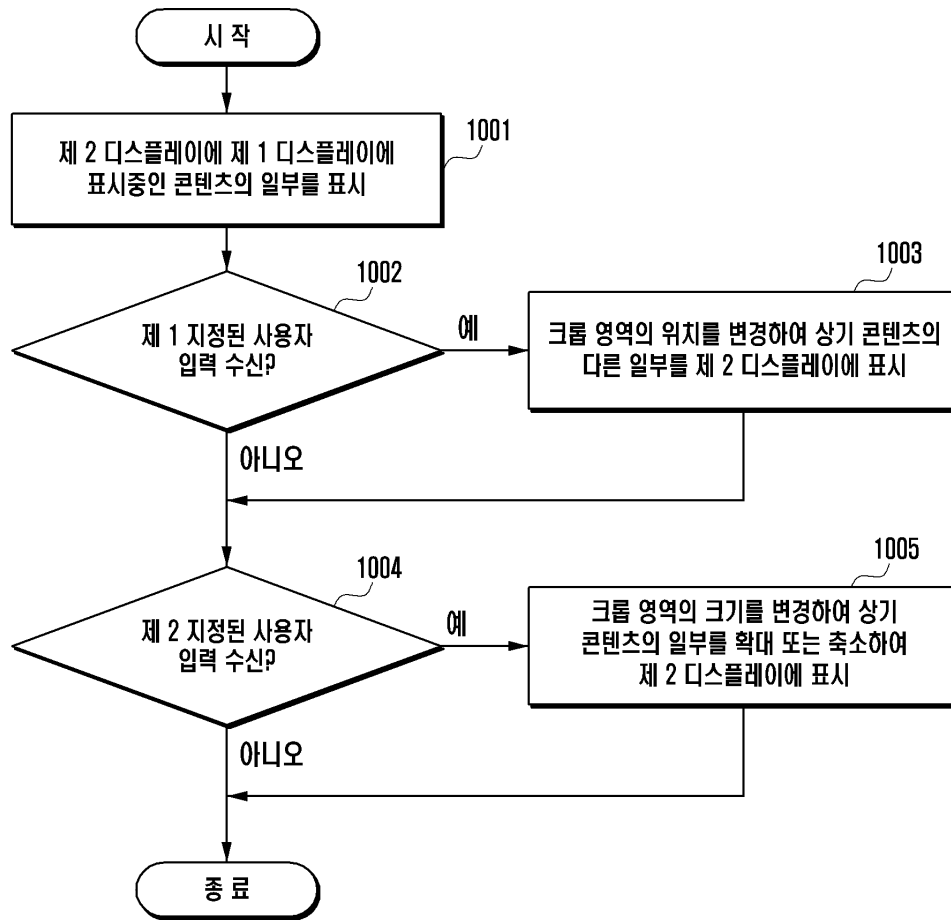 시 작
제 2 디스플레이에 제 1 디스플레이에
표시중인 콘텐츠의 일부를 표시
1001
제 1 지정된 사용자
입력 수신?
1002
예
크롭 영역의 위치를 변경하여 상기 콘텐츠의
다른 일부를 제 2 디스플레이에 표시
1003
아니오
제 2 지정된 사용자
입력 수신?
1004
예
크롭 영역의 크기를 변경하여 상기
콘텐츠의 일부를 확대 또는 축소하여
제 2 디스플레이에 표시
1005
아니오
종 료